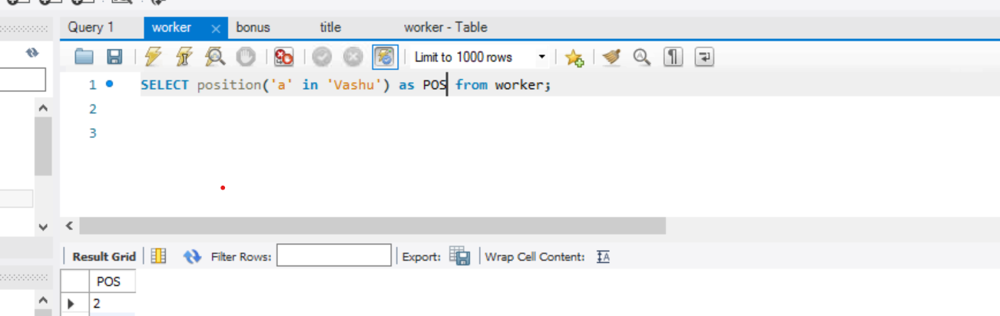 Query 1 worker bonus title worker - Table
Limit to 1000 rows
1 SELECT position('a' in 'Vashu') as POS from worker;
2
3
Result Grid Filter Rows: Export: Wrap Cell Content:
POS
2